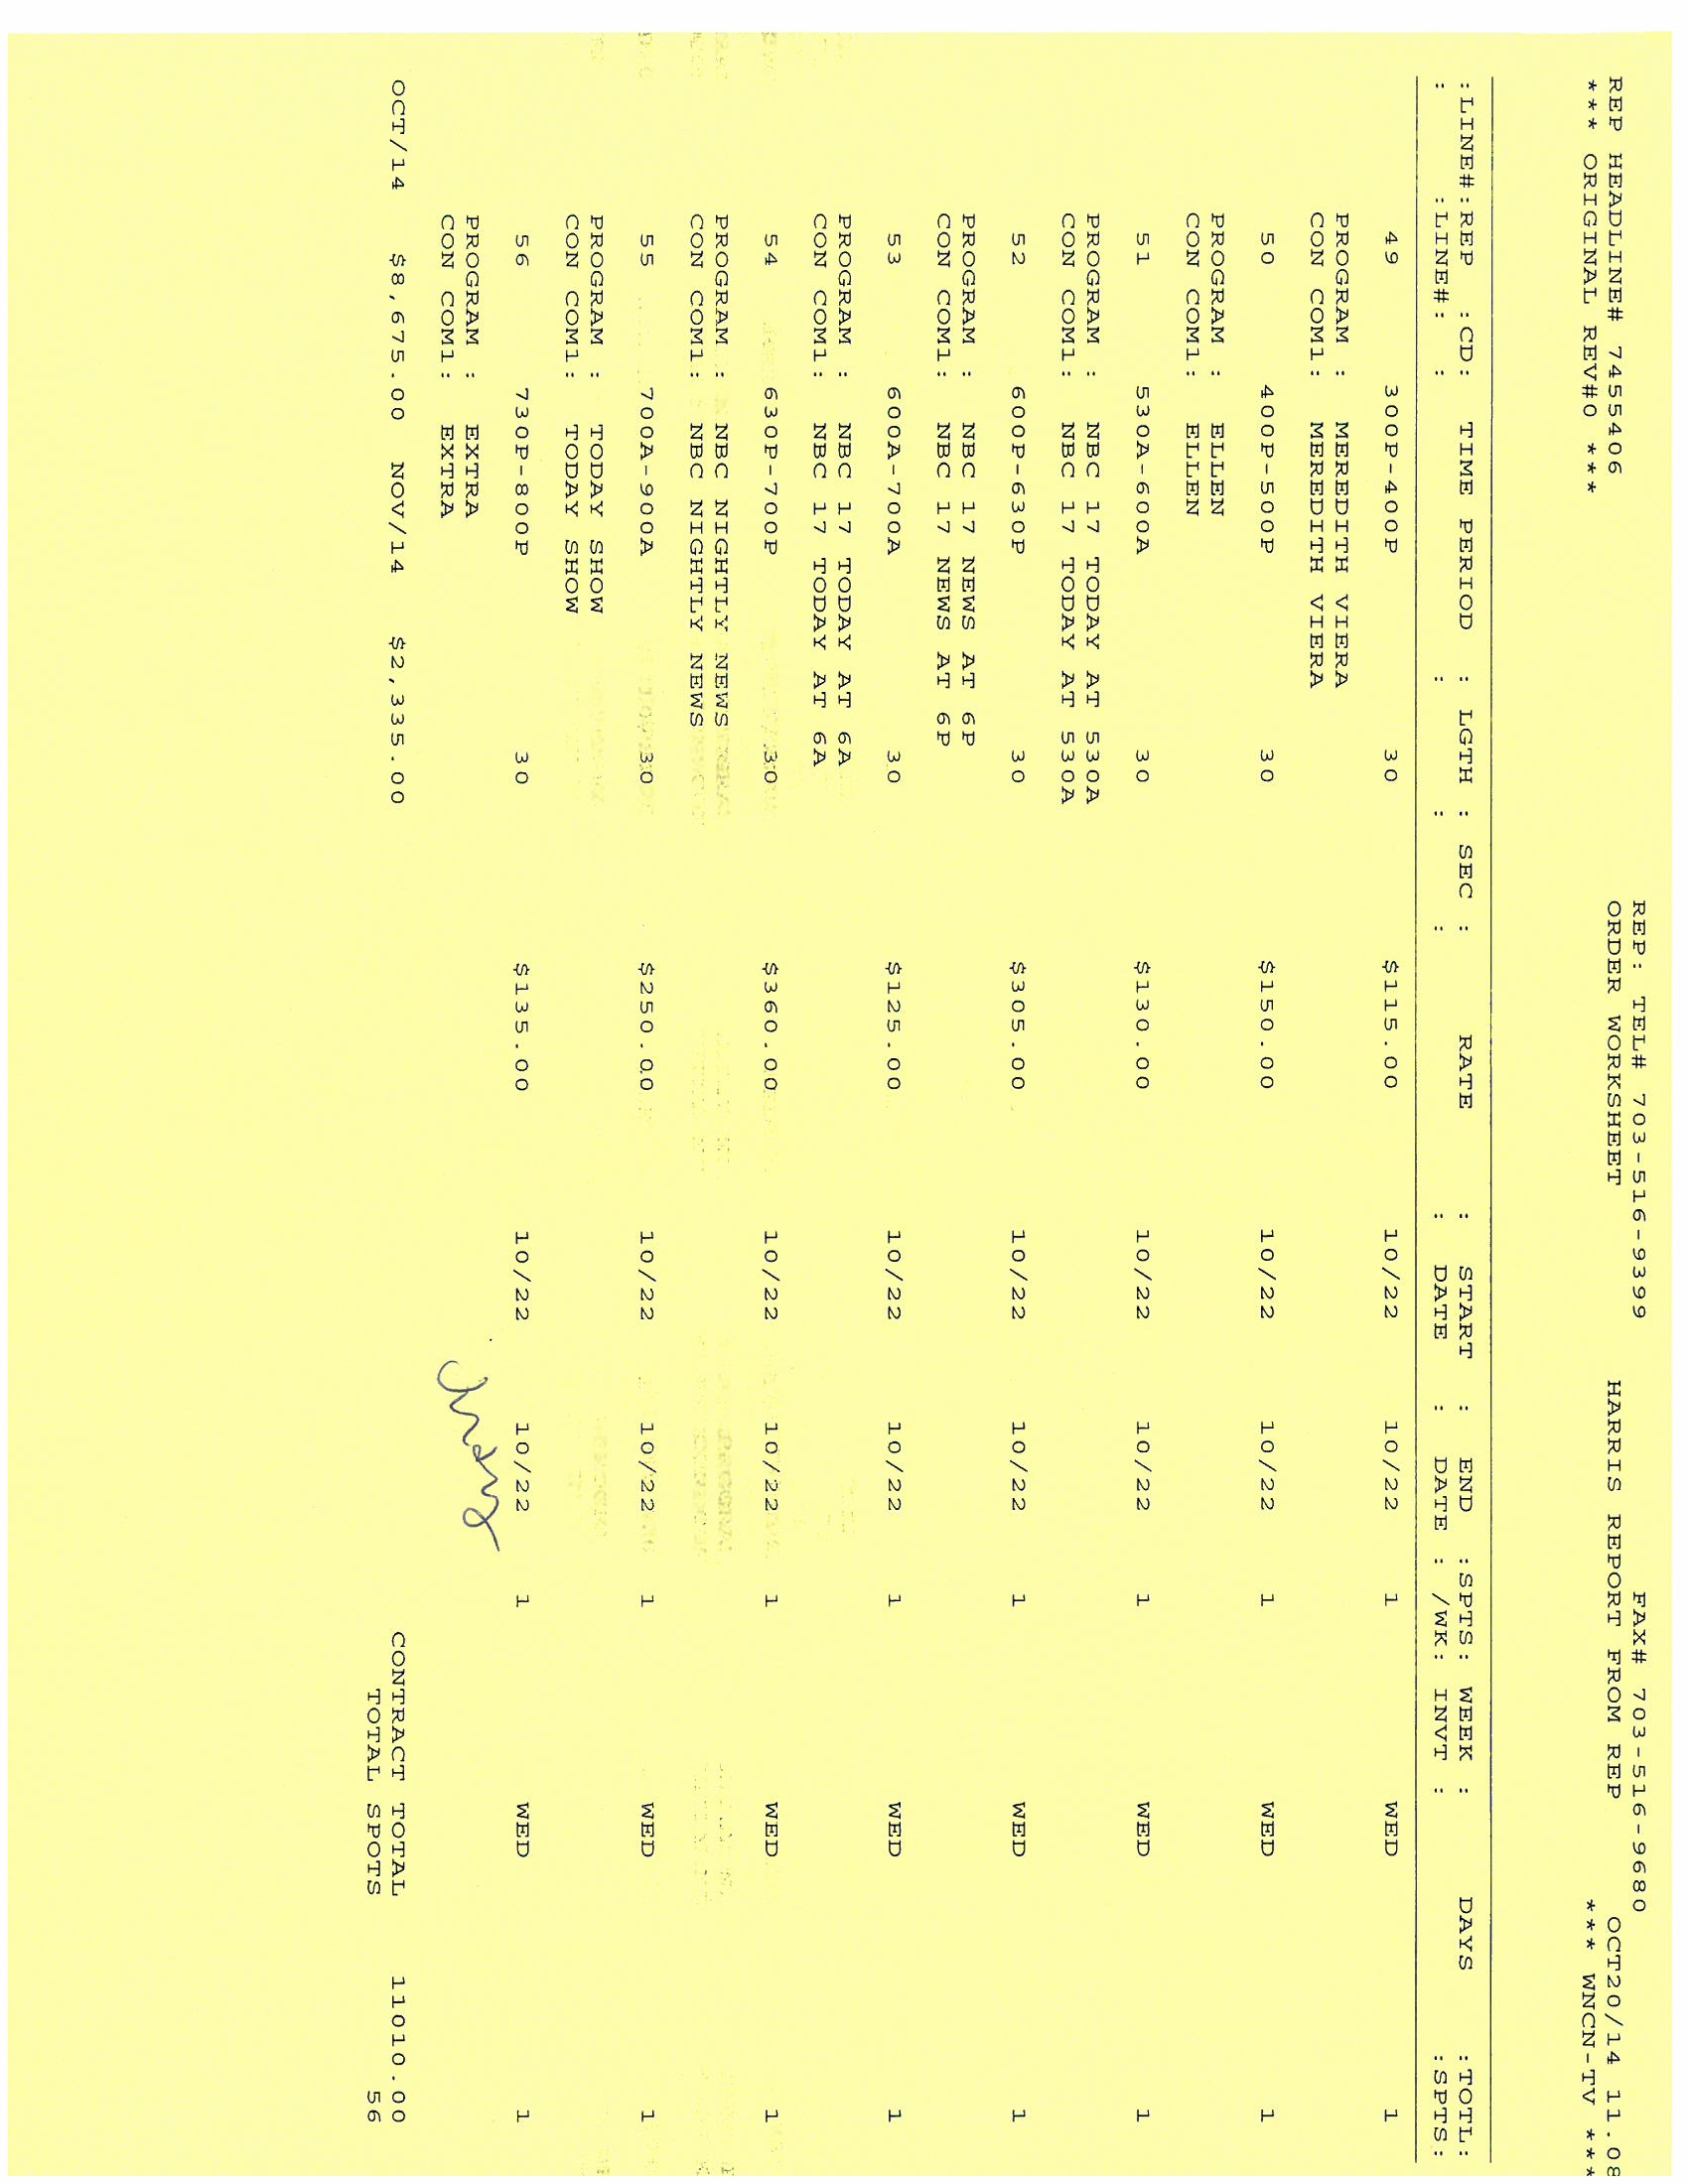 REP: TEL# 703-516-9399 FAX# 703-516-9680
REP HEADLINE# 7455406 ORDER WORKSHEET HARRIS REPORT FROM REP OCT20/14 11.08
*** ORIGINAL REV#0 *** *** WNCN-TV ***
:LINE#:REP :CD: TIME PERIOD : LGTH : SEC : RATE : START : END :SPTS: WEEK : DAYS :TOTL:
: :LINE#: : : : : DATE : DATE : /WK: INVT : :SPTS:
49 300P-400P 30 $115.00 10/22 10/22 1 WED 1
PROGRAM : MEREDITH VIERA
CON COM1: MEREDITH VIERA
50 400P-500P 30 $150.00 10/22 10/22 1 WED 1
PROGRAM : ELLEN
CON COM1: ELLEN
51 530A-600A 30 $130.00 10/22 10/22 1 WED 1
PROGRAM : NBC 17 TODAY AT 530A
CON COM1: NBC 17 TODAY AT 530A
52 600P-630P 30 $305.00 10/22 10/22 1 WED 1
PROGRAM : NBC 17 NEWS AT 6P
CON COM1: NBC 17 NEWS AT 6P
53 600A-700A 30 $125.00 10/22 10/22 1 WED 1
PROGRAM : NBC 17 TODAY AT 6A
CON COM1: NBC 17 TODAY AT 6A
54 630P-700P 30 $360.00 10/22 10/22 1 WED 1
PROGRAM : NBC NIGHTLY NEWS
CON COM1: NBC NIGHTLY NEWS
55 700A-900A 30 $250.00 10/22 10/22 1 WED 1
PROGRAM : TODAY SHOW
CON COM1: TODAY SHOW
56 730P-800P 30 $135.00 10/22 10/22 1 WED 1
PROGRAM : EXTRA
CON COM1: EXTRA
OCT/14 $8,675.00 NOV/14 $2,335.00 CONTRACT TOTAL 11010.00
TOTAL SPOTS 56